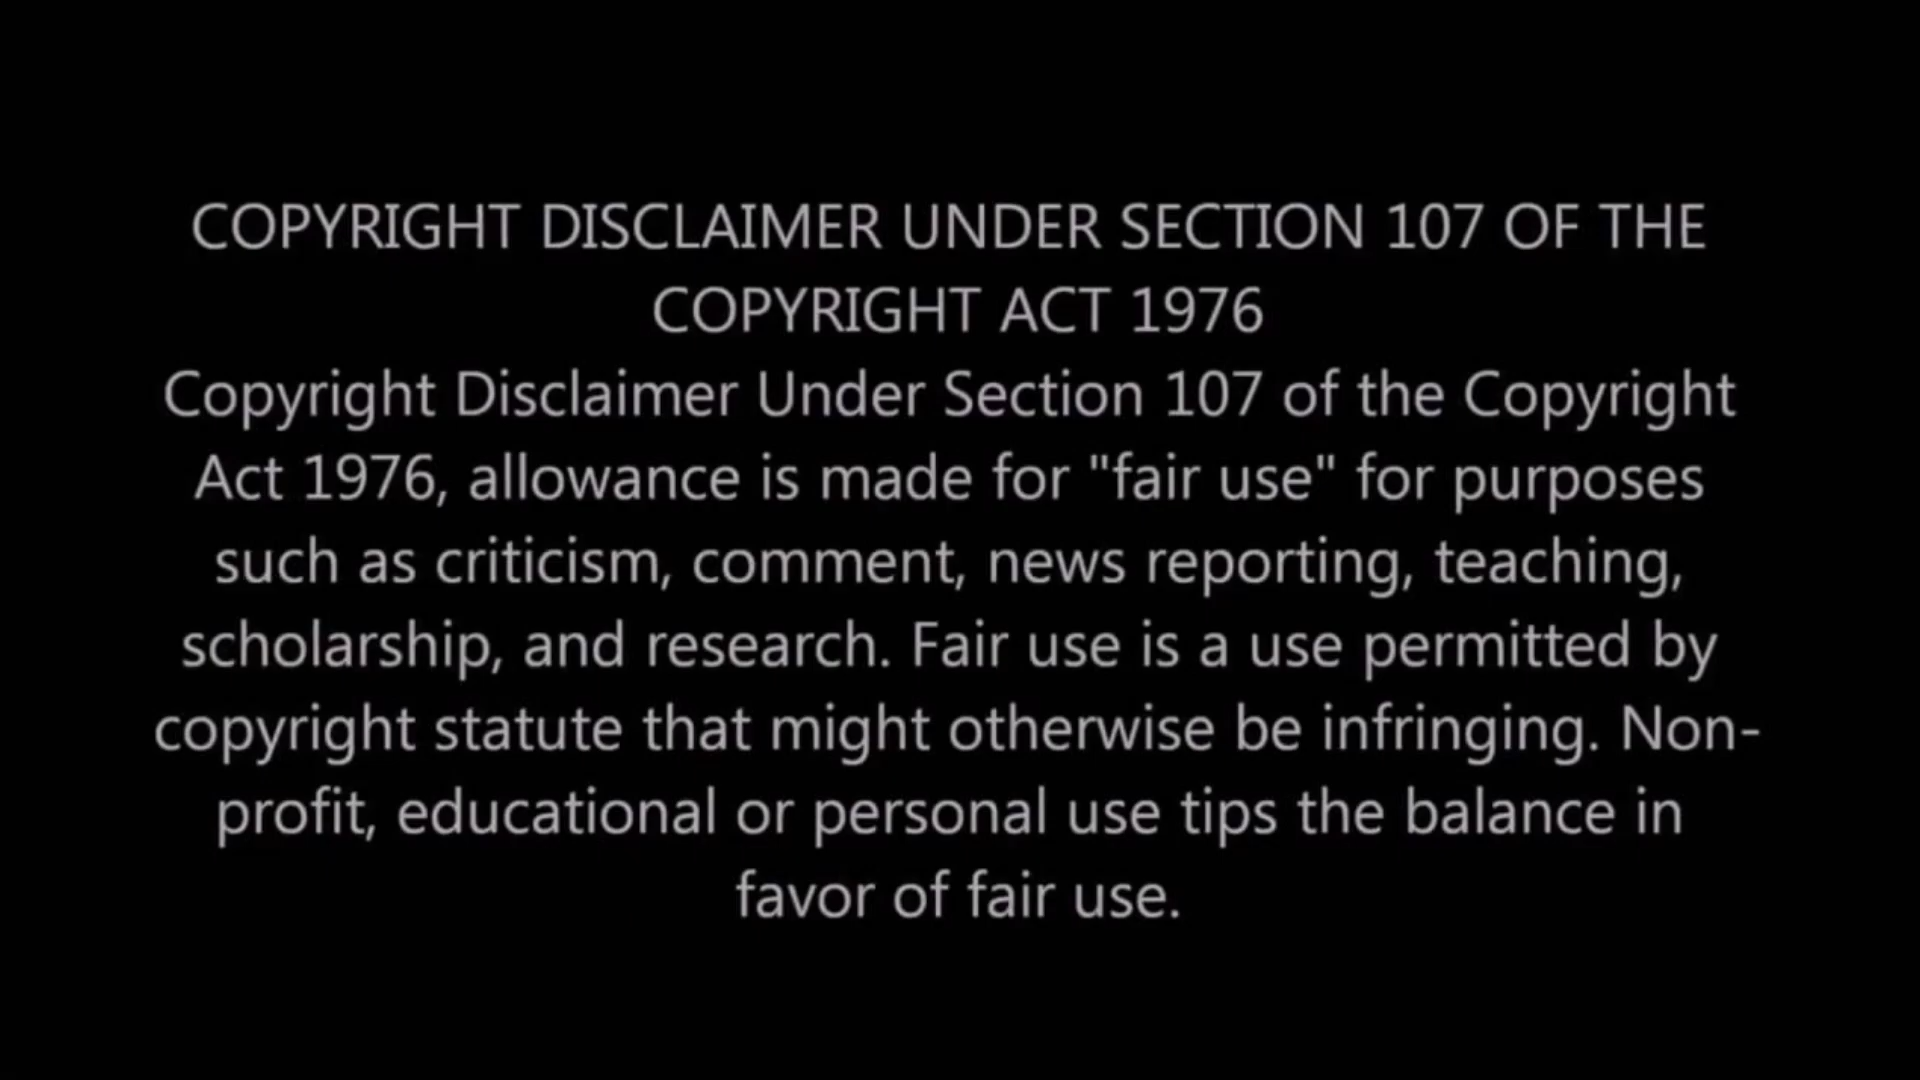 COPYRIGHT DISCLAIMER UNDER SECTION 107 OF THE
COPYRIGHT ACT 1976
Copyright Disclaimer Under Section 107 of the Copyright
Act 1976, allowance is made for "fair use" for purposes
such as criticism, comment, news reporting, teaching,
scholarship, and research. Fair use is a use permitted by
copyright statute that might otherwise be infringing. Non-
profit, educational or personal use tips the balance in
favor of fair use.